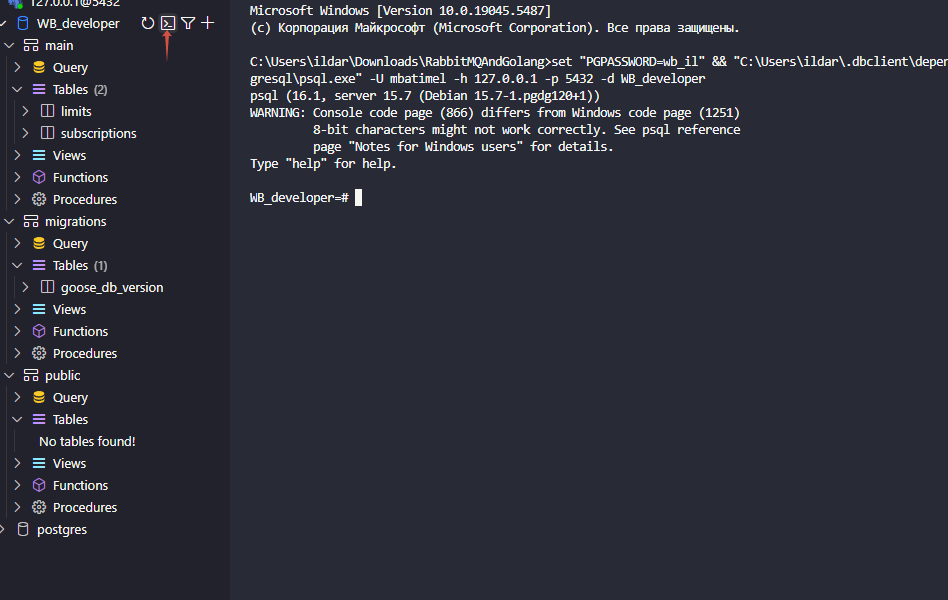 127.0.0.1@5432
WB_developer
main
Query
Tables (2)
limits
subscriptions
Views
Functions
Procedures
migrations
Query
Tables (1)
goose_db_version
Views
Functions
Procedures
public
Query
Tables
No tables found!
Views
Functions
Procedures
postgres
Microsoft Windows [Version 10.0.19045.5487]
(c) Корпорация Майкрософт (Microsoft Corporation). Все права защищены.
C:\Users\ildar\Downloads\RabbitMQAndGolang>set "PGPASSWORD=wb_il" && "C:\Users\ildar\.dbclient\depen
gresql\psql.exe" -U mbatimel -h 127.0.0.1 -p 5432 -d WB_developer
psql (16.1, server 15.7 (Debian 15.7-1.pgdg120+1))
WARNING: Console code page (866) differs from Windows code page (1251)
8-bit characters might not work correctly. See psql reference
page "Notes for Windows users" for details.
Type "help" for help.
WB_developer=#